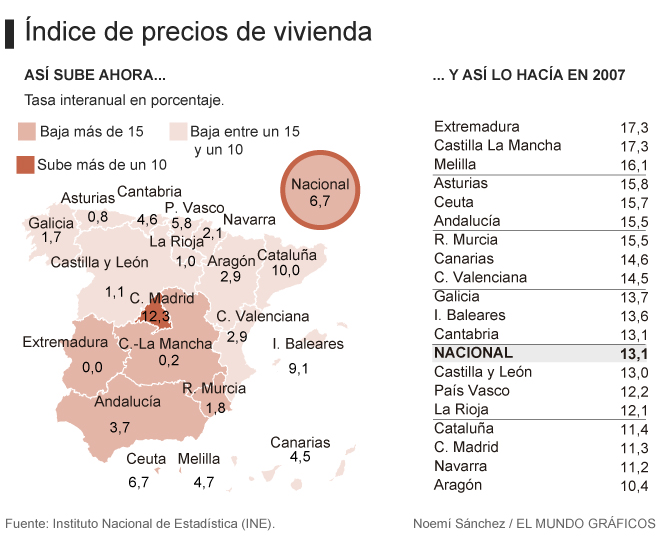 Índice de precios de vivienda
ASÍ SUBE AHORA...
Tasa interanual en porcentaje.
Baja más de 15
Baja entre un 15
y un 10
Sube más de un 10
Nacional
6,7
Asturias
0,8
Cantabria
4,6
P. Vasco
5,8
Navarra
2,1
Galicia
1,7
La Rioja
1,0
Castilla y León
1,1
Aragón
2,9
Cataluña
10,0
C. Madrid
12,3
C. Valenciana
2,9
Extremadura
0,0
C.-La Mancha
0,2
I. Baleares
9,1
R. Murcia
1,8
Andalucía
3,7
Canarias
4,5
Ceuta
6,7
Melilla
4,7
... Y ASÍ LO HACÍA EN 2007
Extremadura 17,3
Castilla La Mancha 17,3
Melilla 16,1
Asturias 15,8
Ceuta 15,7
Andalucía 15,5
R. Murcia 15,5
Canarias 14,6
C. Valenciana 14,5
Galicia 13,7
I. Baleares 13,6
Cantabria 13,1
NACIONAL 13,1
Castilla y León 13,0
País Vasco 12,2
La Rioja 12,1
Cataluña 11,4
C. Madrid 11,3
Navarra 11,2
Aragón 10,4
Fuente: Instituto Nacional de Estadística (INE).
Noemí Sánchez / EL MUNDO GRÁFICOS